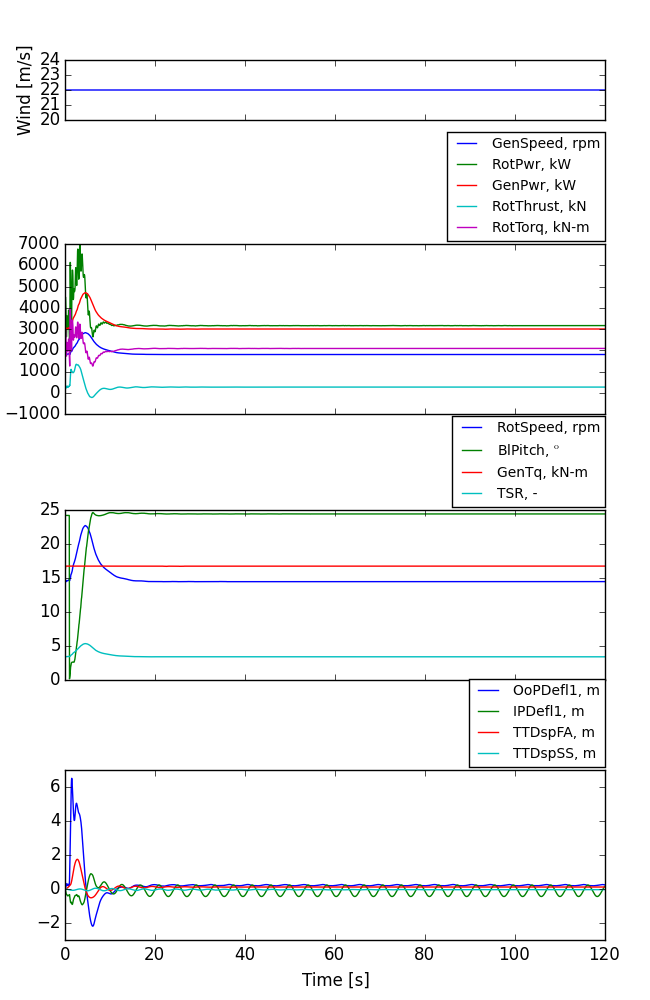 Wind [m/s]
24
23
22
21
20
GenSpeed, rpm
RotPwr, kW
GenPwr, kW
RotThrust, kN
RotTorq, kN-m
7000
6000
5000
4000
3000
2000
1000
0
−1000
RotSpeed, rpm
BlPitch, °
GenTq, kN-m
TSR, -
25
20
15
10
5
0
OoPDefl1, m
IPDefl1, m
TTDspFA, m
TTDspSS, m
6
4
2
0
−2
0 20 40 60 80 100 120
Time [s]